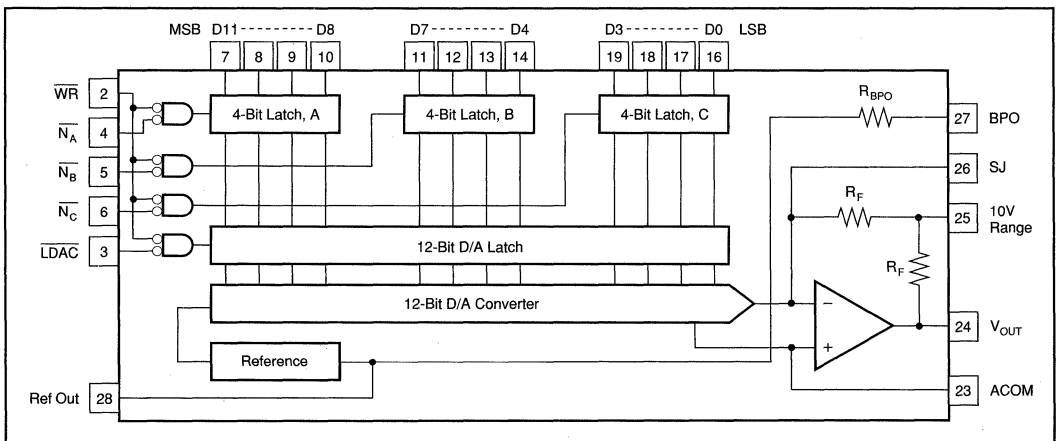 MSB D11 ---------- D8
D7 ---------- D4
D3 ---------- D0 LSB
7 8 9 10
11 12 13 14
19 18 17 16
WR 2
N̅A 4
N̅B 5
N̅C 6
LDAC 3
4-Bit Latch, A
4-Bit Latch, B
4-Bit Latch, C
12-Bit D/A Latch
12-Bit D/A Converter
Reference
Ref Out 28
RBPO
27 BPO
26 SJ
RF
25 10V
Range
RF
−
+
24 VOUT
23 ACOM